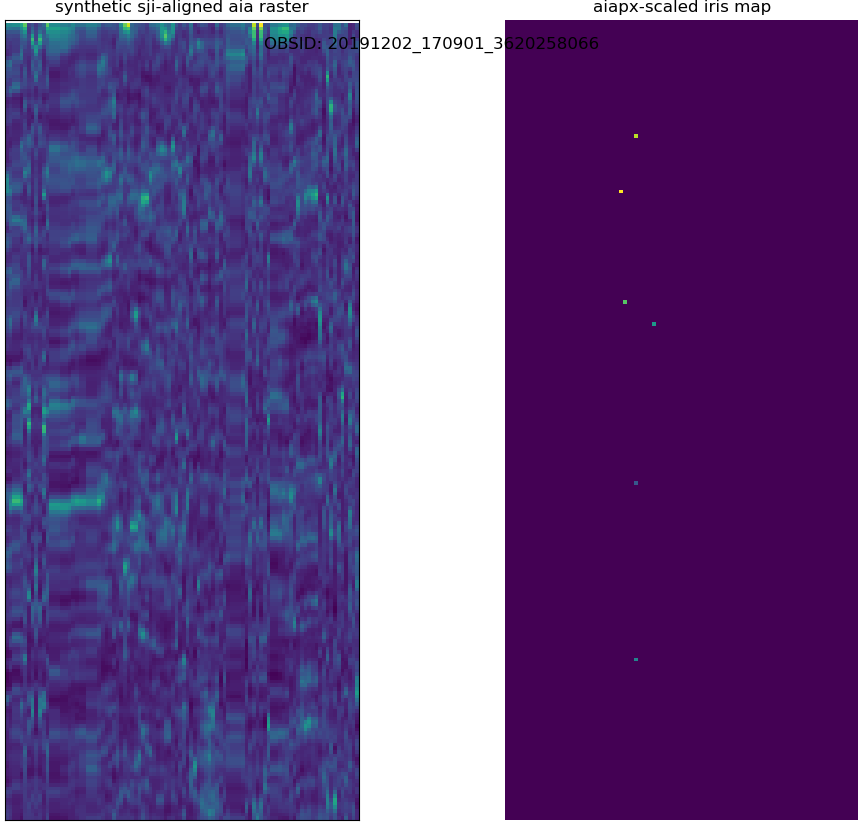 synthetic sji-aligned aia raster
aiapx-scaled iris map
OBSID: 20191202_170901_3620258066